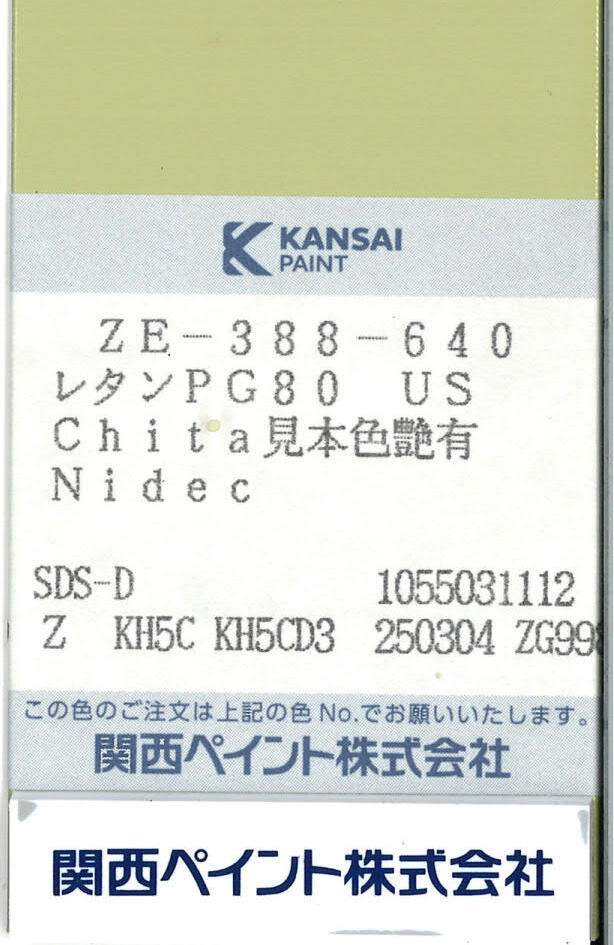 KANSAI
PAINT
ZE-388-640
レタンPG80 US
Chita見本色艶有
Nidec
SDS-D 1055031112
Z KH5C KH5CD3 250304
この色のご注文は上記の色No.でお願いいたします。
関西ペイント株式会社
関西ペイント株式会社